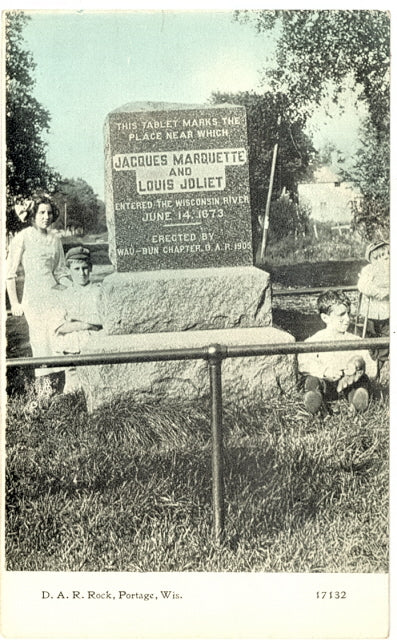 THIS TABLET MARKS THE
PLACE NEAR WHICH
JACQUES MARQUETTE
AND
LOUIS JOLIET
ENTERED THE WISCONSIN RIVER
JUNE 14, 1673
ERECTED BY
WAU-BUN CHAPTER, D.A.R. 1905
D. A. R. Rock, Portage, Wis.
17132